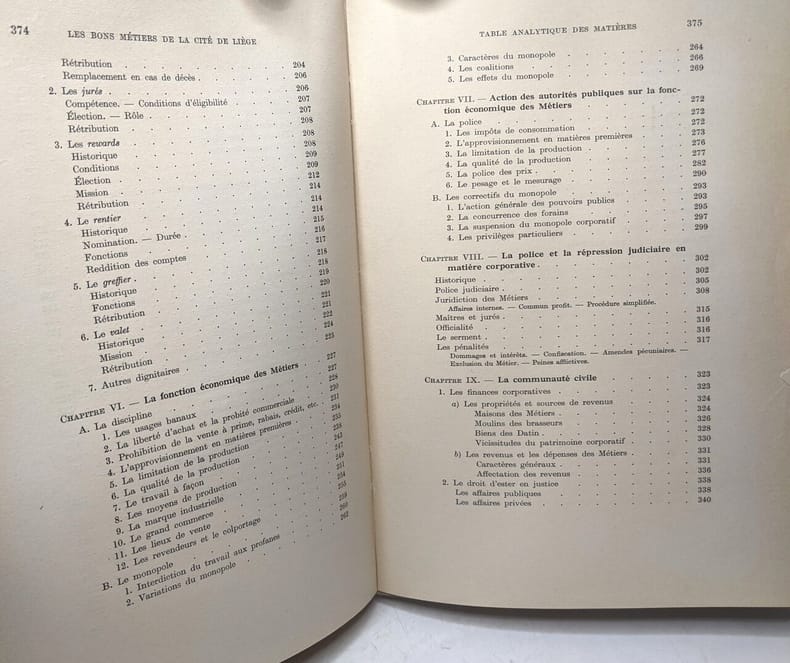 374 LES BONS MÉTIERS DE LA CITÉ DE LIÈGE
Rétribution . . . 204
Remplacement en cas de décès . . . 206
2. Les jurés . . . 206
Compétence. — Conditions d'éligibilité . . . 207
Élection. — Rôle . . . 207
Rétribution . . . 208
3. Les rewards . . . 208
Historique . . . 208
Conditions . . . 209
Élection . . . 209
Mission . . . 212
Rétribution . . . 214
4. Le rentier . . . 214
Historique . . . 214
Nomination. — Durée . . . 215
Fonctions . . . 216
Reddition des comptes . . . 217
5. Le greffier . . . 218
Historique . . . 218
Fonctions . . . 219
Rétribution . . . 220
6. Le valet . . . 221
Historique . . . 221
Mission . . . 222
Rétribution . . . 224
7. Autres dignitaires . . . 225
CHAPITRE VI. — La fonction économique des Métiers . . . 227
A. La discipline . . . 227
1. Les usages banaux . . . 228
2. La liberté d'achat et la probité commerciale . . . 230
3. Prohibition de la vente à prime, rabais, crédit, etc. . . . 231
4. L'approvisionnement en matières premières . . . 234
5. La limitation de la production . . . 235
6. La qualité de la production . . . 238
7. Le travail à façon . . . 243
8. Les moyens de production . . . 247
9. La marque industrielle . . . 249
10. Le grand commerce . . . 251
11. Les lieux de vente . . . 254
12. Les revendeurs et le colportage . . . 255
B. Le monopole . . . 259
1. Interdiction du travail aux profanes . . . 260
2. Variations du monopole . . . 262
TABLE ANALYTIQUE DES MATIÈRES 375
3. Caractères du monopole . . . 264
4. Les coalitions . . . 266
5. Les effets du monopole . . . 269
CHAPITRE VII. — Action des autorités publiques sur la fonc-
tion économique des Métiers . . . 272
A. La police . . . 272
1. Les impôts de consommation . . . 272
2. L'approvisionnement en matières premières . . . 273
3. La limitation de la production . . . 276
4. La qualité de la production . . . 277
5. La police des prix . . . 282
6. Le pesage et le mesurage . . . 290
B. Les correctifs du monopole . . . 293
1. L'action générale des pouvoirs publics . . . 293
2. La concurrence des forains . . . 295
3. La suspension du monopole corporatif . . . 297
4. Les privilèges particuliers . . . 299
CHAPITRE VIII. — La police et la répression judiciaire en
matière corporative . . . 302
Historique . . . 302
Police judiciaire . . . 305
Juridiction des Métiers . . . 308
Affaires internes. — Commun profit. — Procédure simplifiée.
Maîtres et jurés . . . 315
Officialité . . . 316
Le serment . . . 316
Les pénalités . . . 317
Dommages et intérêts. — Confiscation. — Amendes pécuniaires. —
Exclusion du Métier. — Peines afflictives.
CHAPITRE IX. — La communauté civile . . . 323
1. Les finances corporatives . . . 323
a) Les propriétés et sources de revenus . . . 324
Maisons des Métiers . . . 324
Moulins des brasseurs . . . 326
Biens des Datin . . . 328
Vicissitudes du patrimoine corporatif . . . 330
b) Les revenus et les dépenses des Métiers . . . 331
Caractères généraux . . . 331
Affectation des revenus . . . 336
2. Le droit d'ester en justice . . . 338
Les affaires publiques . . . 338
Les affaires privées . . . 340